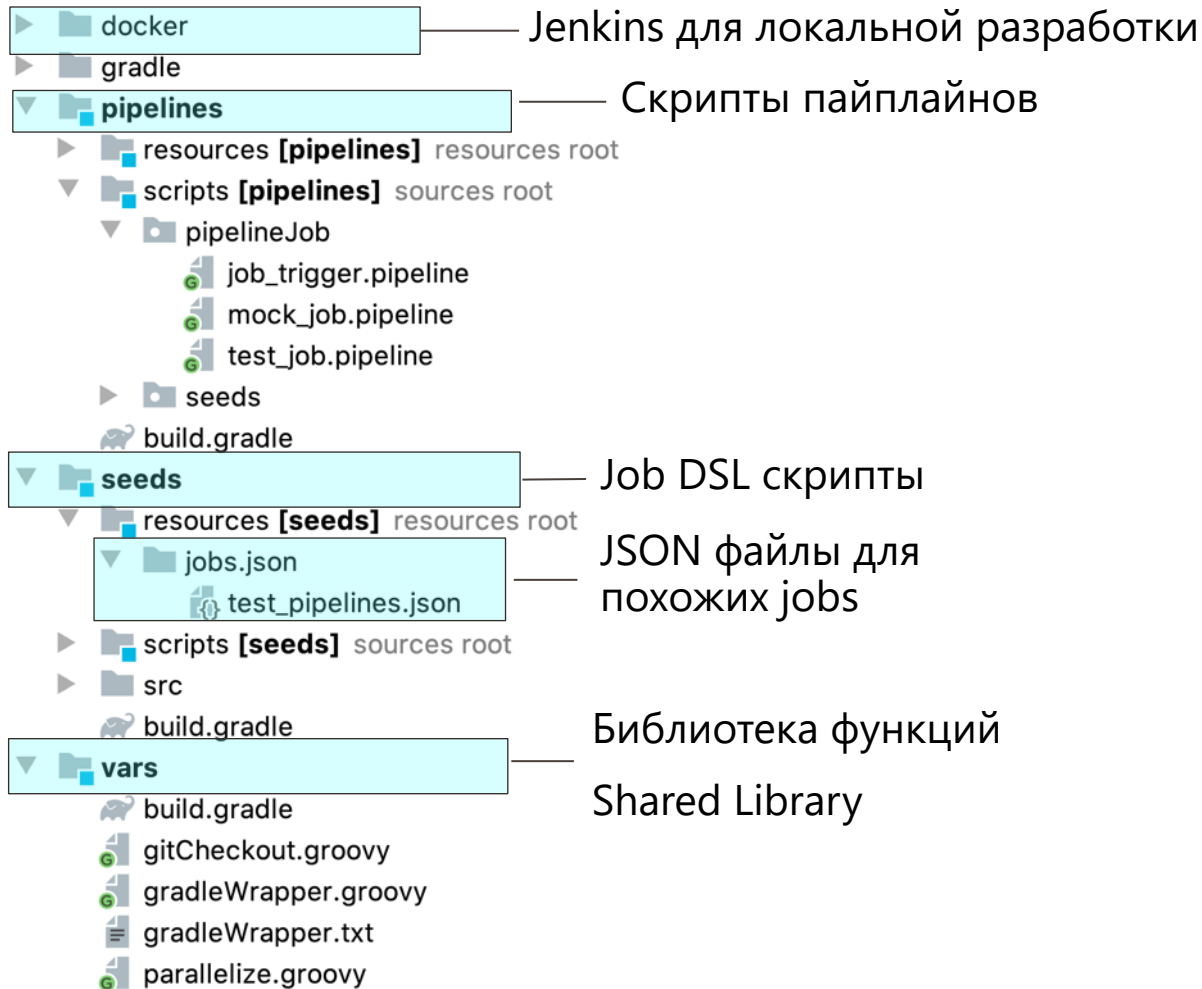 docker
Jenkins для локальной разработки
gradle
pipelines
Скрипты пайплайнов
resources [pipelines] resources root
scripts [pipelines] sources root
pipelineJob
job_trigger.pipeline
mock_job.pipeline
test_job.pipeline
seeds
build.gradle
seeds
Job DSL скрипты
resources [seeds] resources root
jobs.json
JSON файлы для
похожих jobs
test_pipelines.json
scripts [seeds] sources root
src
build.gradle
Библиотека функций
vars
Shared Library
build.gradle
gitCheckout.groovy
gradleWrapper.groovy
gradleWrapper.txt
parallelize.groovy